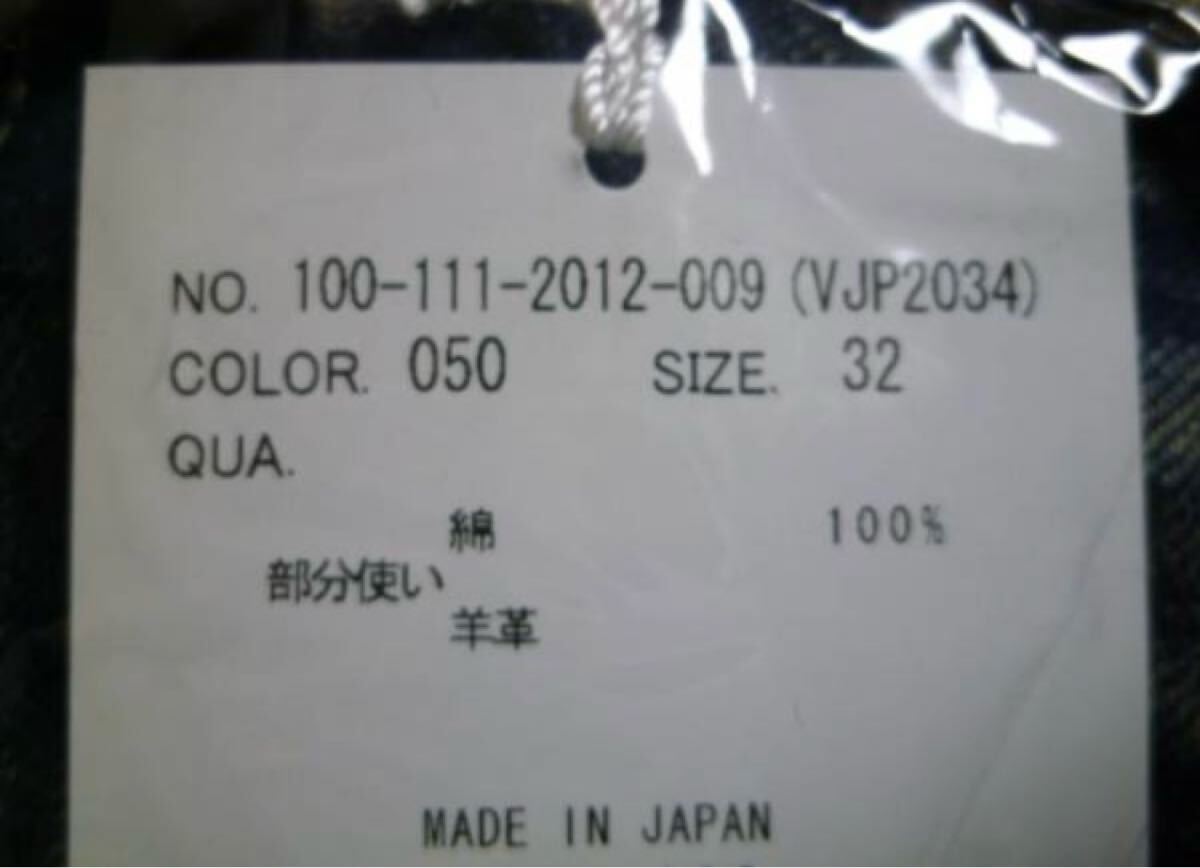 NO. 100-111-2012-009 (VJP2034)
COLOR. 050 SIZE. 32
QUA.
綿 100%
部分使い
羊革
MADE IN JAPAN